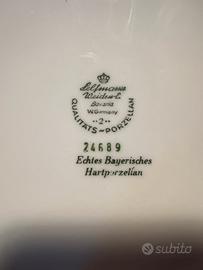 Seltmann
Weiden
Bavaria
W.Germany
-2-
QUALITÄTS-PORZELLAN
24689
Echtes Bayerisches
Hartporzellan
subito